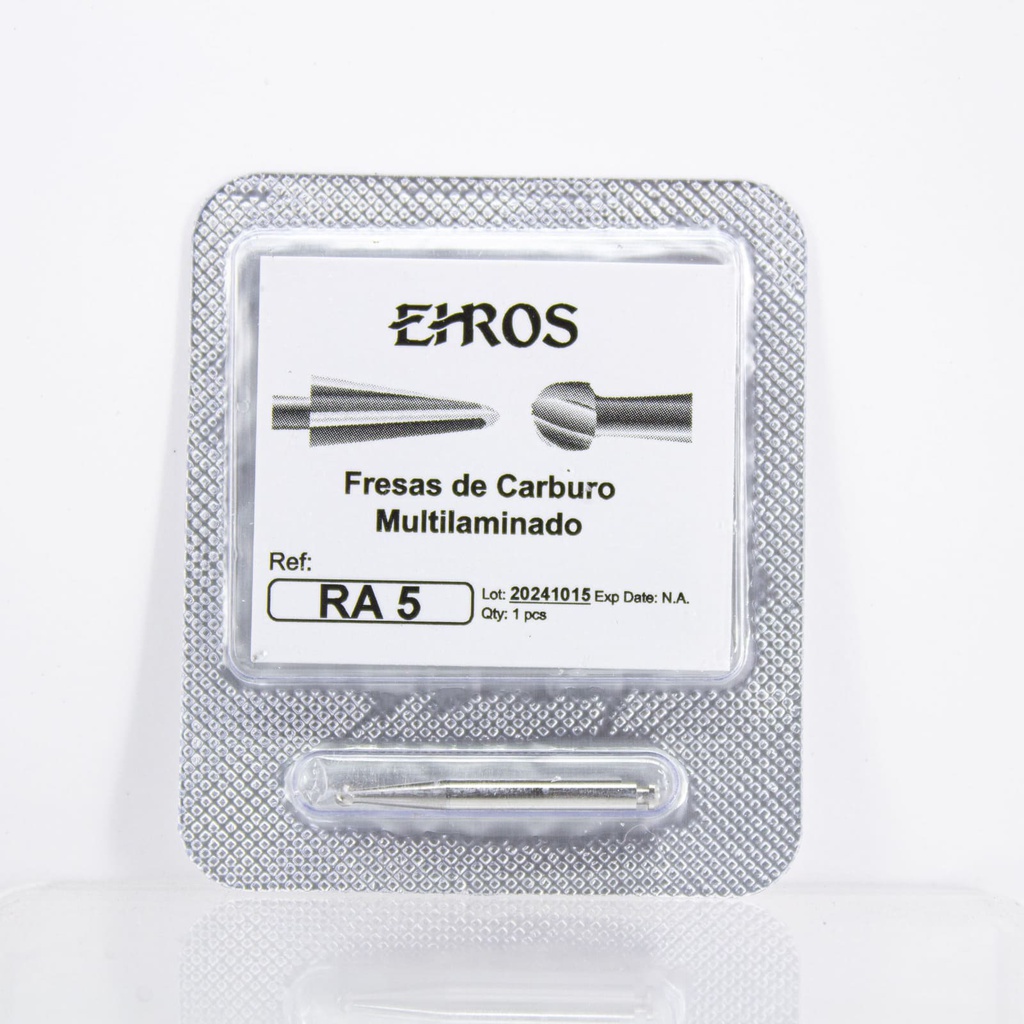 EHROS
Fresas de Carburo
Multilaminado
Ref:
RA 5
Lot: 20241015 Exp Date: N.A.
Qty: 1 pcs